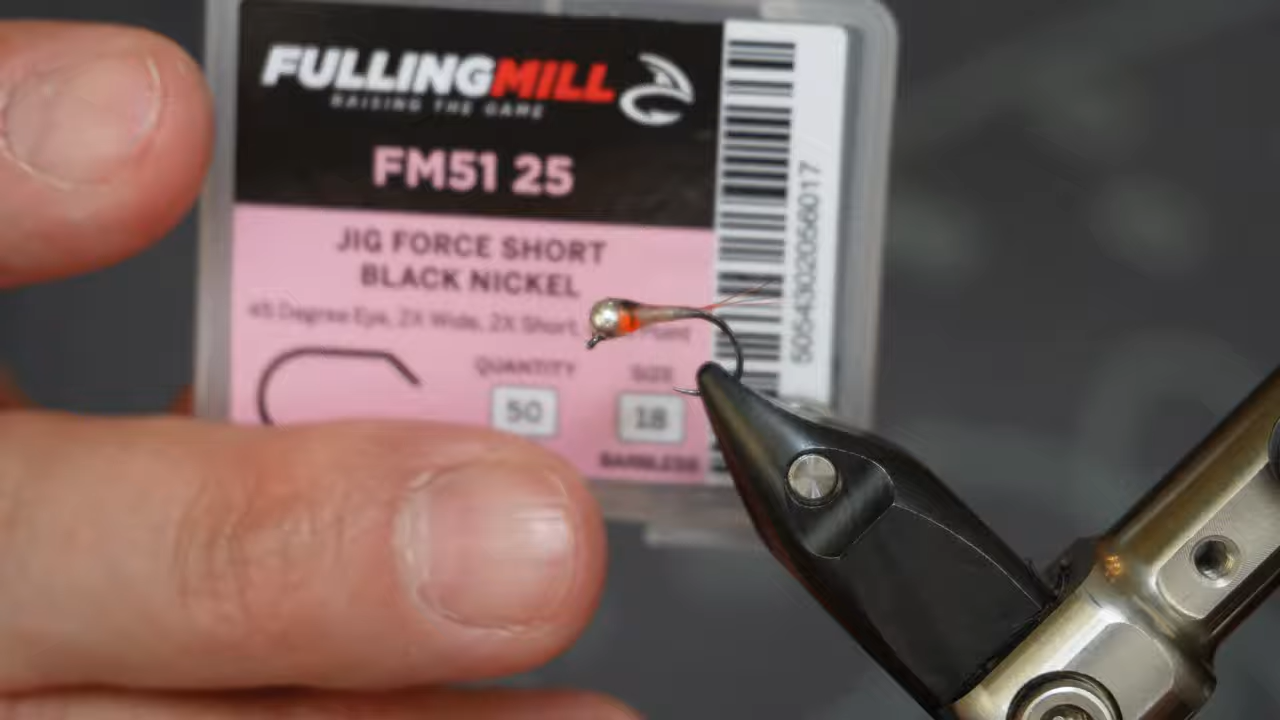 FULLINGMILL
RAISING THE GAME
FM51 25
JIG FORCE SHORT
BLACK NICKEL
45 Degree Eye, 2X Wide, 2X Short, Point
QUANTITY SIZE
50 18
BARBLESS
5054302056017